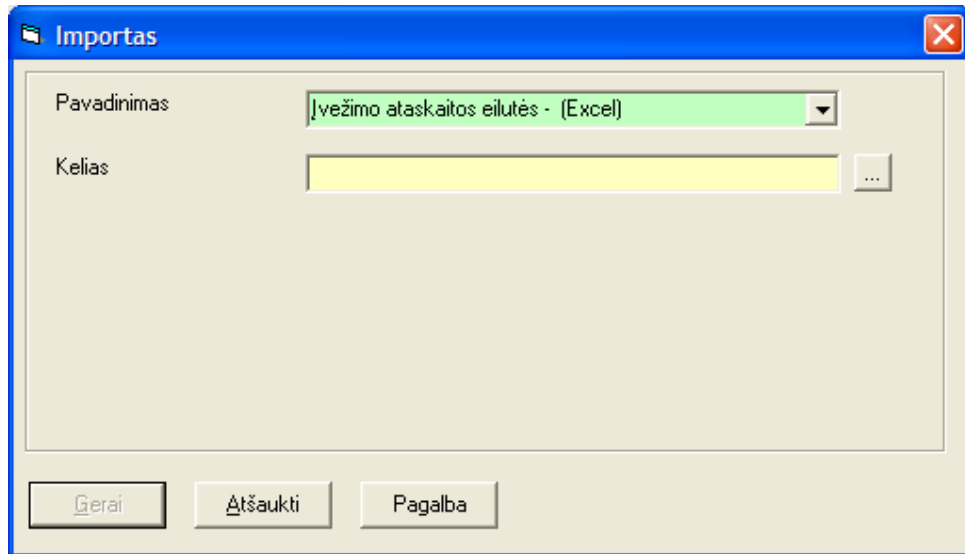 Importas
Pavadinimas
Įvežimo ataskaitos eilutės - (Excel)
Kelias
...
Gerai
Atšaukti
Pagalba